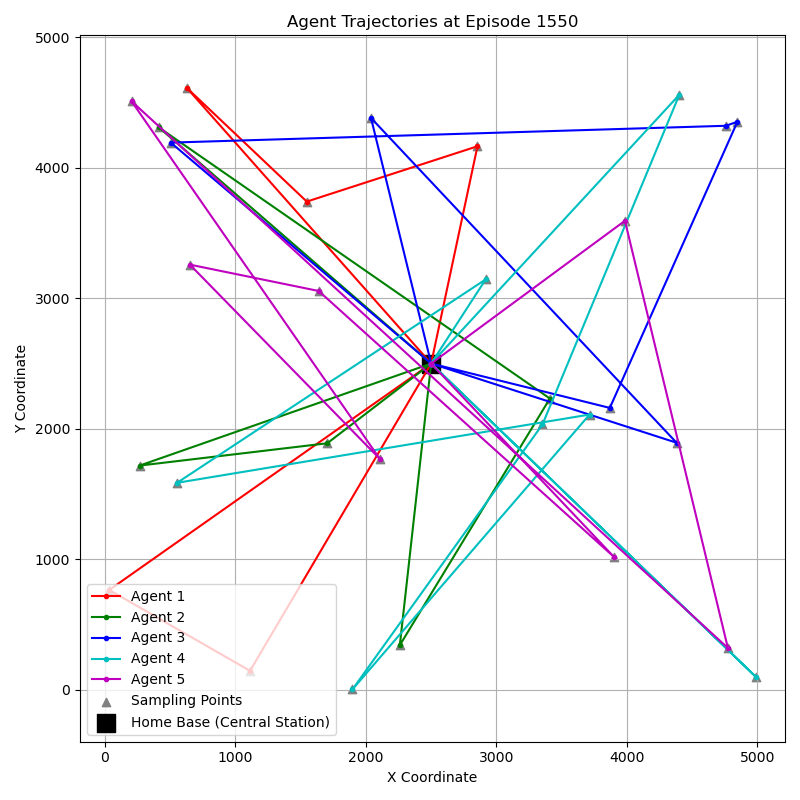 Agent Trajectories at Episode 1550
5000
4000
3000
2000
1000
0
Y Coordinate
Agent 1
Agent 2
Agent 3
Agent 4
Agent 5
Sampling Points
Home Base (Central Station)
0 1000 2000 3000 4000 5000
X Coordinate